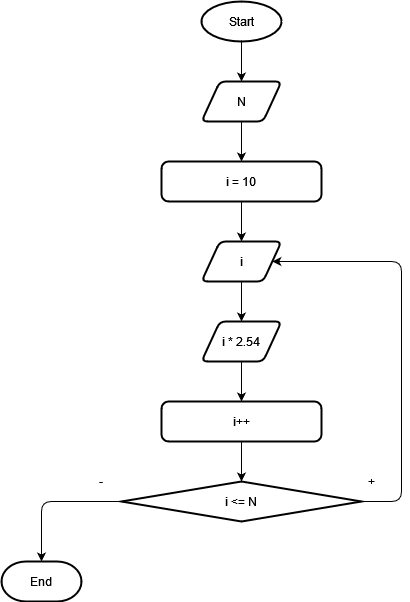 Start
N
i = 10
i
i * 2.54
i++
-
+
i <= N
End